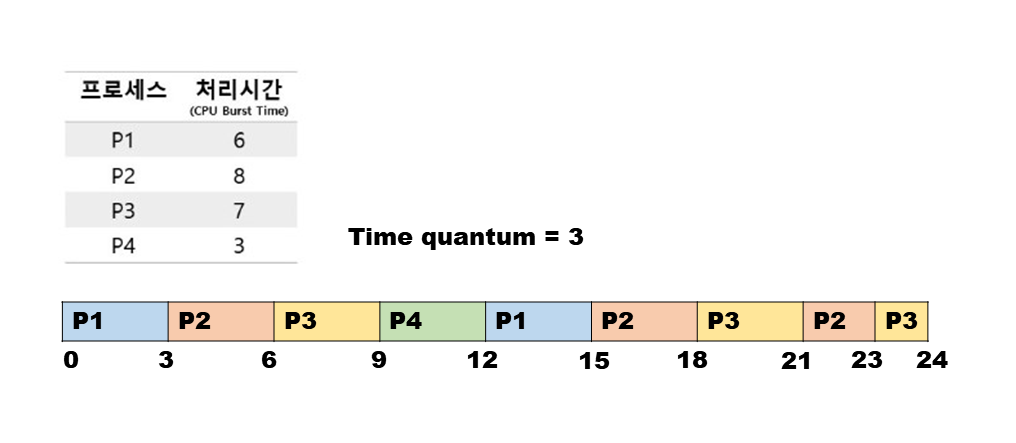 프로세스 처리시간
(CPU Burst Time)
P1 6
P2 8
P3 7
P4 3
Time quantum = 3
P1 P2 P3 P4 P1 P2 P3 P2 P3
0 3 6 9 12 15 18 21 23 24